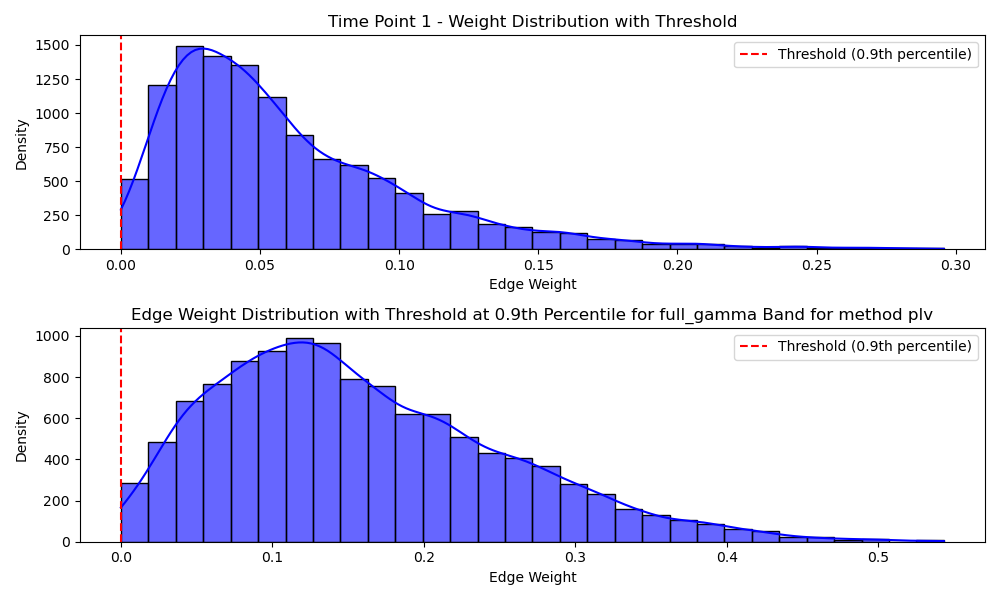 Time Point 1 - Weight Distribution with Threshold
Density
1500
1250
1000
750
500
250
0
Threshold (0.9th percentile)
0.00 0.05 0.10 0.15 0.20 0.25 0.30
Edge Weight
Edge Weight Distribution with Threshold at 0.9th Percentile for full_gamma Band for method plv
Density
1000
800
600
400
200
0
Threshold (0.9th percentile)
0.0 0.1 0.2 0.3 0.4 0.5
Edge Weight